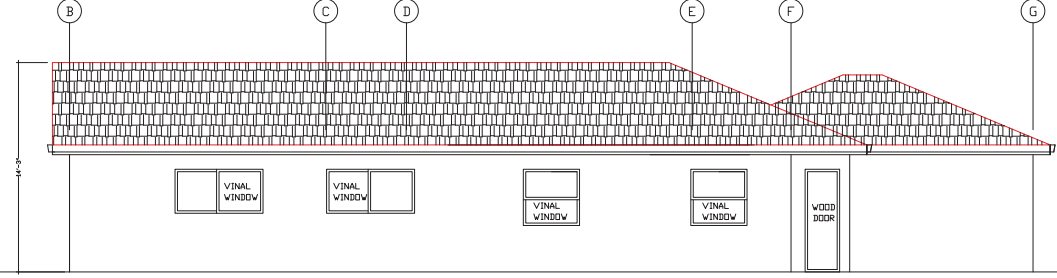 B C D E F G
14'-3"
VINAL
WINDOW
VINAL
WINDOW
VINAL
WINDOW
VINAL
WINDOW
WOOD
DOOR